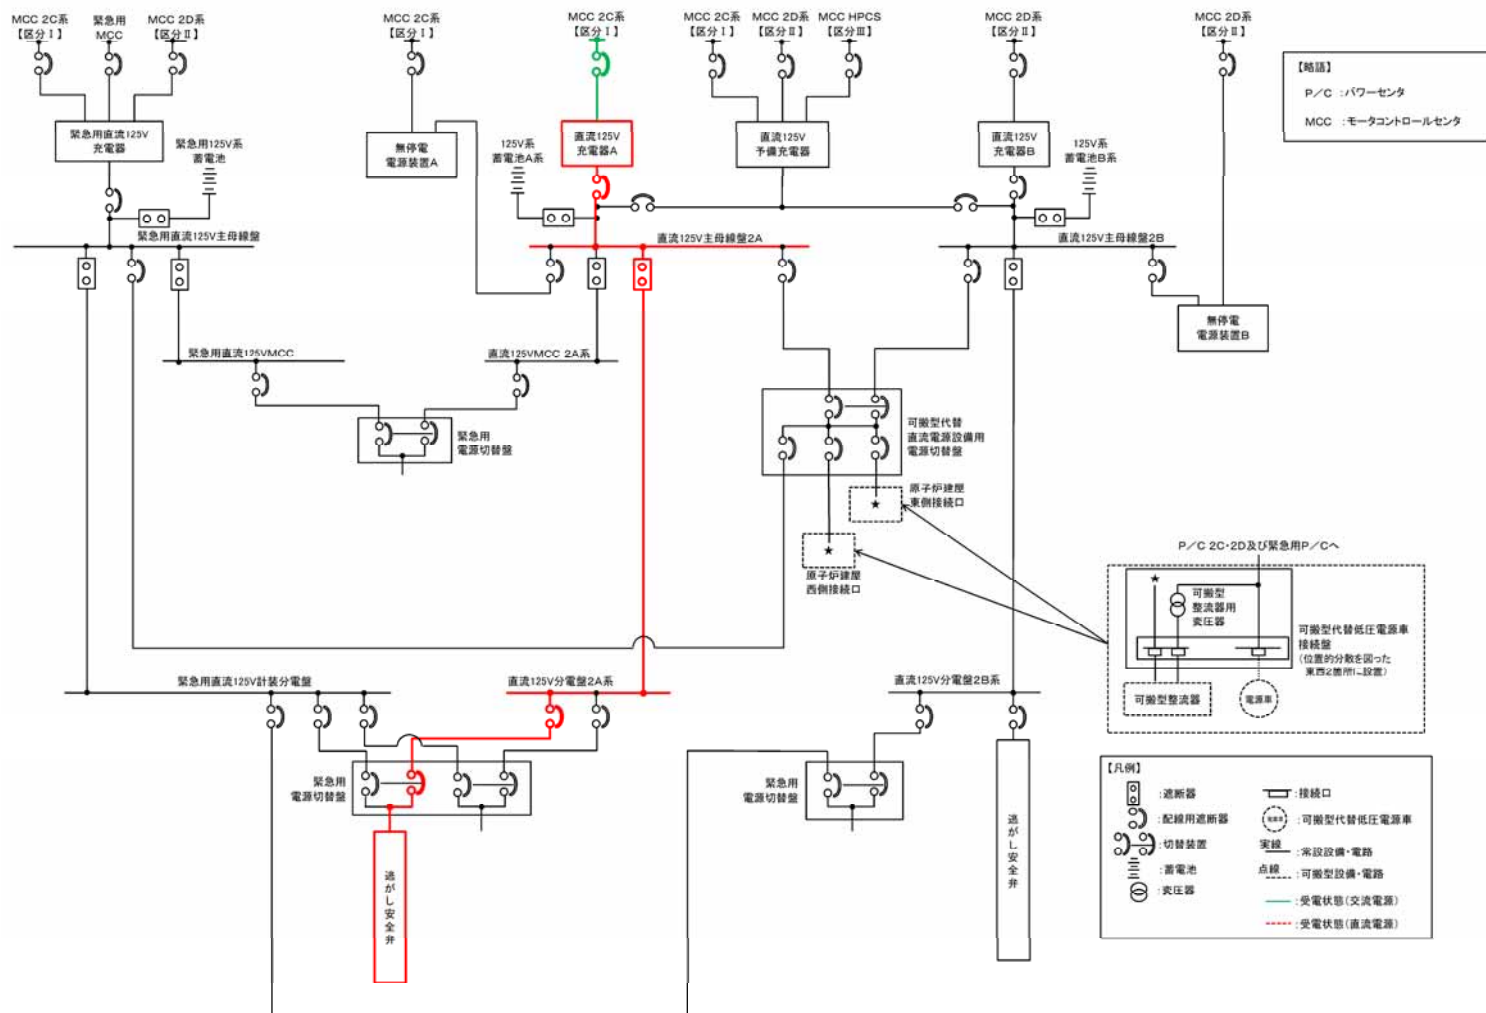 MCC 2C系
【区分Ⅰ】
緊急用
MCC
MCC 2D系
【区分Ⅱ】
MCC 2C系
【区分Ⅰ】
MCC 2C系
【区分Ⅰ】
MCC 2C系
【区分Ⅰ】
MCC 2D系
【区分Ⅱ】
MCC HPCS
【区分Ⅲ】
MCC 2D系
【区分Ⅱ】
MCC 2D系
【区分Ⅱ】
【略語】
P/C :パワーセンタ
MCC :モータコントロールセンタ
緊急用直流125V
充電器
緊急用125V系
蓄電池
無停電
電源装置A
125V系
蓄電池A系
直流125V
充電器A
直流125V
予備充電器
直流125V
充電器B
125V系
蓄電池B系
緊急用直流125V主母線盤
直流125V主母線盤2A
直流125V主母線盤2B
無停電
電源装置B
緊急用直流125VMCC
直流125VMCC 2A系
緊急用
電源切替盤
可搬型代替
直流電源設備用
電源切替盤
原子炉建屋
東側接続口
★
★
原子炉建屋
西側接続口
P/C 2C・2D及び緊急用P/Cへ
★
可搬型
整流器用
変圧器
可搬型代替低圧電源車
接続盤
(位置的分散を図った
東西2箇所に設置)
可搬型整流器
電源車
緊急用直流125V計装分電盤
直流125V分電盤2A系
直流125V分電盤2B系
緊急用
電源切替盤
緊急用
電源切替盤
逃がし安全弁
逃がし安全弁
【凡例】
:遮断器
:配線用遮断器
:切替装置
:蓄電池
:変圧器
:接続口
電源車
:可搬型代替低圧電源車
実線
:常設設備・電路
点線
:可搬型設備・電路
:受電状態(交流電源)
:受電状態(直流電源)